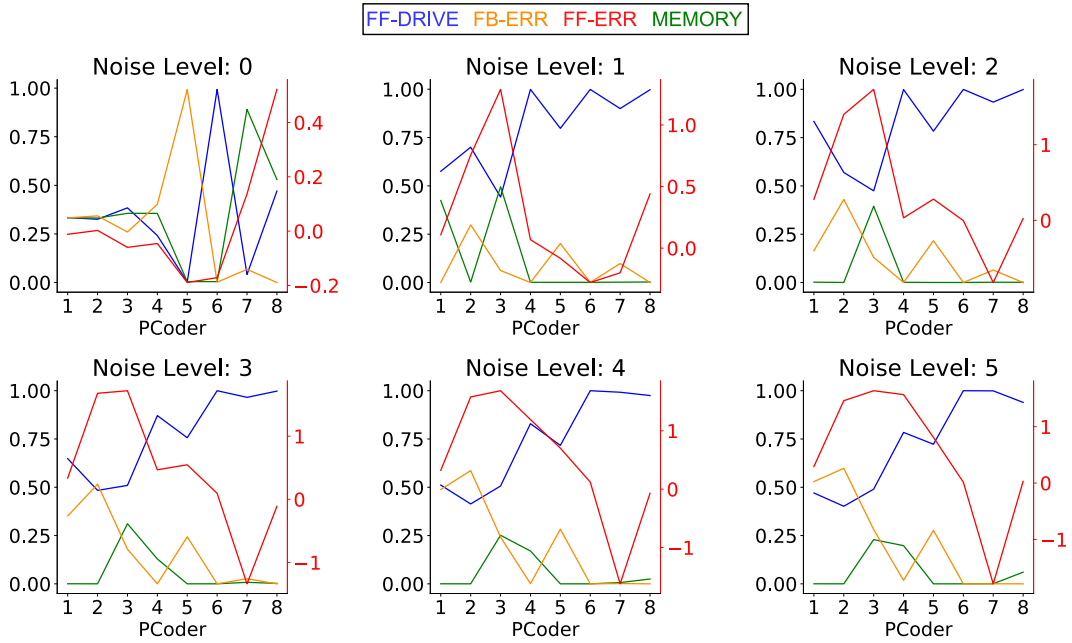 FF-DRIVE FB-ERR FF-ERR MEMORY
Noise Level: 0
1.00
0.75
0.50
0.25
0.00
0.4
0.2
0.0
−0.2
1 2 3 4 5 6 7 8
PCoder
Noise Level: 1
1.00
0.75
0.50
0.25
0.00
1.0
0.5
0.0
1 2 3 4 5 6 7 8
PCoder
Noise Level: 2
1.00
0.75
0.50
0.25
0.00
1
0
1 2 3 4 5 6 7 8
PCoder
Noise Level: 3
1.00
0.75
0.50
0.25
0.00
1
0
−1
1 2 3 4 5 6 7 8
PCoder
Noise Level: 4
1.00
0.75
0.50
0.25
0.00
1
0
−1
1 2 3 4 5 6 7 8
PCoder
Noise Level: 5
1.00
0.75
0.50
0.25
0.00
1
0
−1
1 2 3 4 5 6 7 8
PCoder